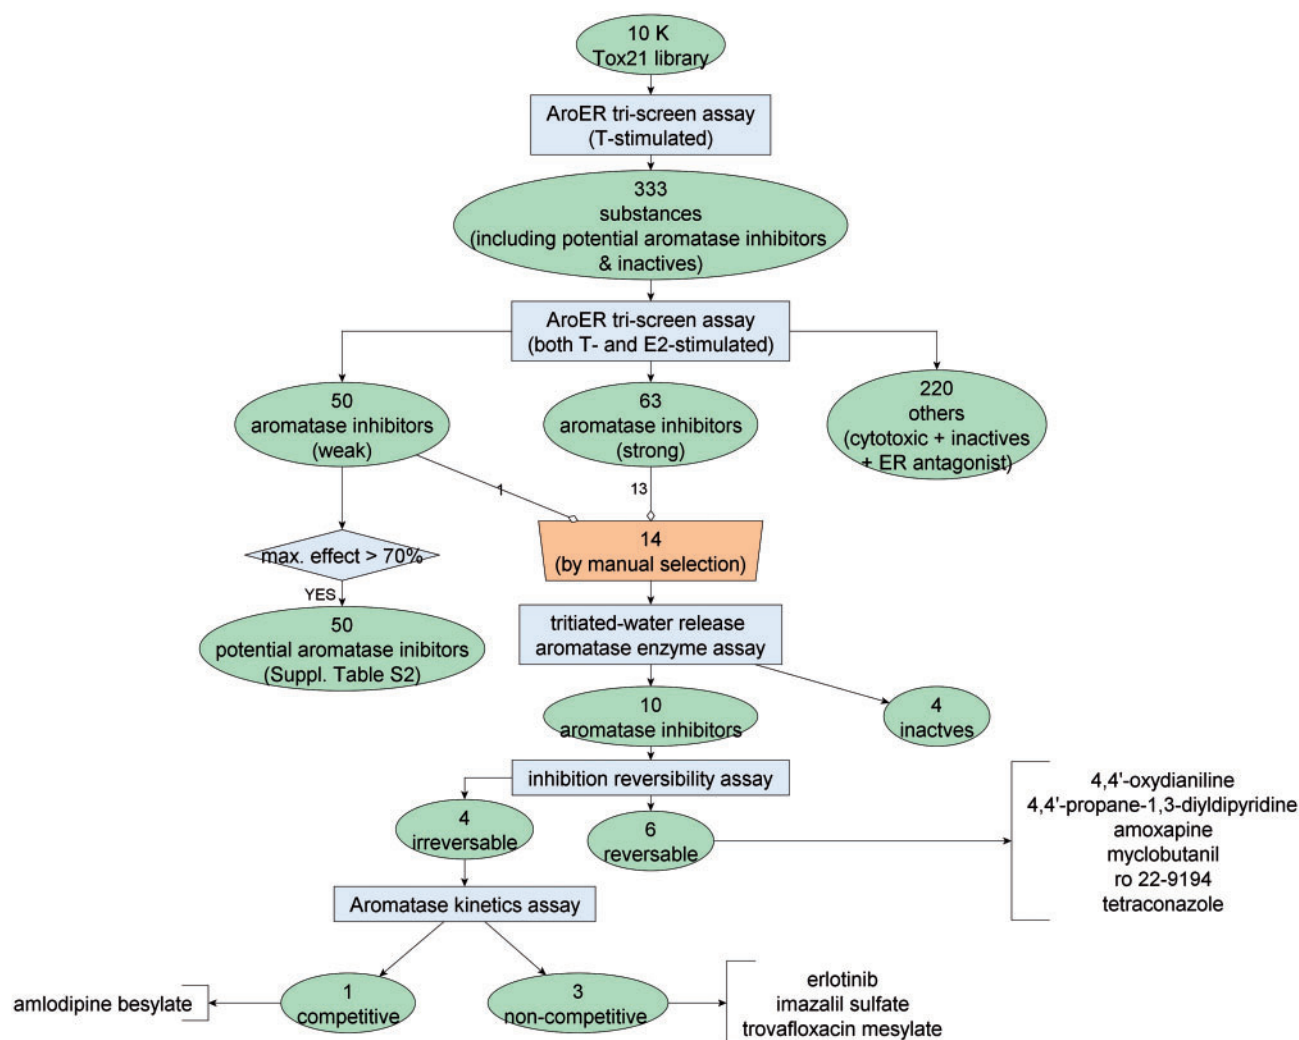 10 K
Tox21 library
AroER tri-screen assay
(T-stimulated)
333
substances
(including potential aromatase inhibitors
& inactives)
AroER tri-screen assay
(both T- and E2-stimulated)
50
aromatase inhibitors
(weak)
63
aromatase inhibitors
(strong)
220
others
(cytotoxic + inactives
+ ER antagonist)
1
13
max. effect > 70%
14
(by manual selection)
YES
50
potential aromatase inibitors
(Suppl. Table S2)
tritiated-water release
aromatase enzyme assay
10
aromatase inhibitors
4
inactves
inhibition reversibility assay
4
irreversable
6
reversable
4,4'-oxydianiline
4,4'-propane-1,3-diyldipyridine
amoxapine
myclobutanil
ro 22-9194
tetraconazole
Aromatase kinetics assay
amlodipine besylate
1
competitive
3
non-competitive
erlotinib
imazalil sulfate
trovafloxacin mesylate